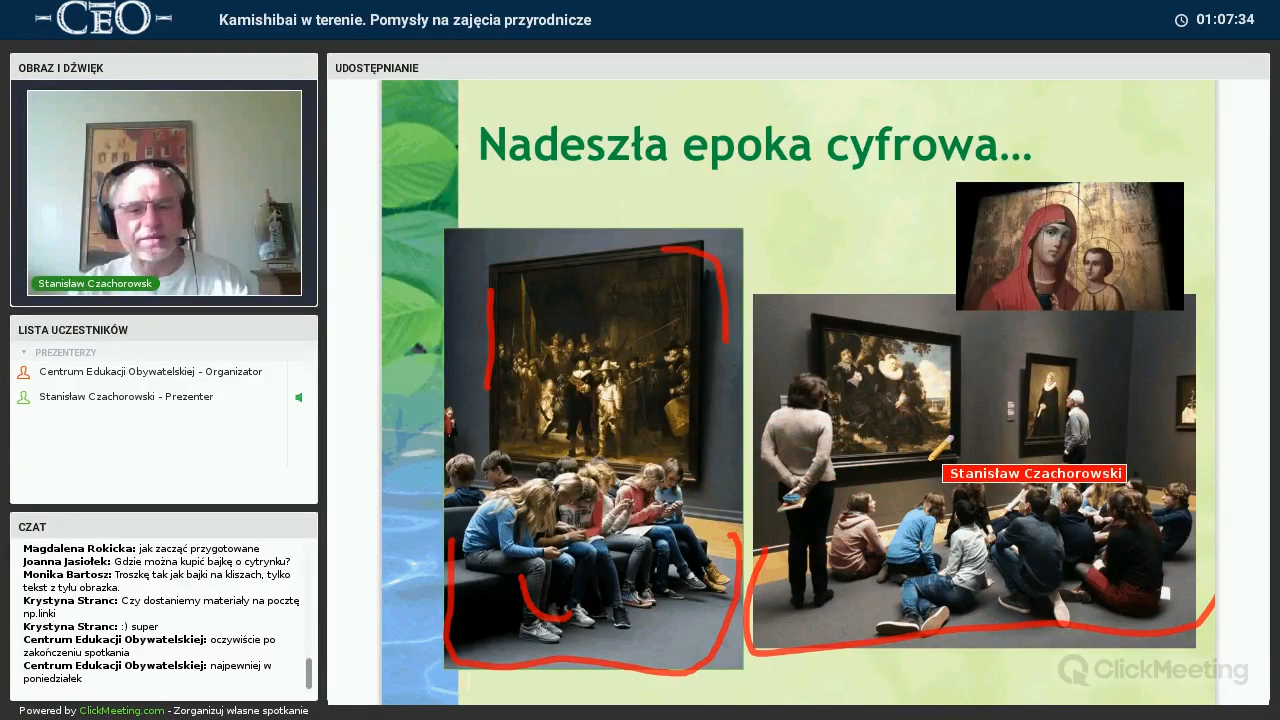 CEO
Kamishibai w terenie. Pomysły na zajęcia przyrodnicze
01:07:34
OBRAZ I DŹWIĘK
Stanisław Czachorowsk
LISTA UCZESTNIKÓW
PREZENTERZY
Centrum Edukacji Obywatelskiej - Organizator
Stanisław Czachorowski - Prezenter
CZAT
Magdalena Rokicka: jak zacząć przygotowane
Joanna Jasiołek: Gdzie można kupić bajkę o cytrynku?
Monika Bartosz: Troszkę tak jak bajki na kliszach, tylko
tekst z tyłu obrazka.
Krystyna Stranc: Czy dostaniemy materiały na pocztę
np.linki
Krystyna Stranc: :) super
Centrum Edukacji Obywatelskiej: oczywiście po
zakończeniu spotkania
Centrum Edukacji Obywatelskiej: najpewniej w
poniedziałek
Powered by ClickMeeting.com - Zorganizuj własne spotkanie
UDOSTĘPNIANIE
Nadeszła epoka cyfrowa...
Stanisław Czachorowski
ClickMeeting